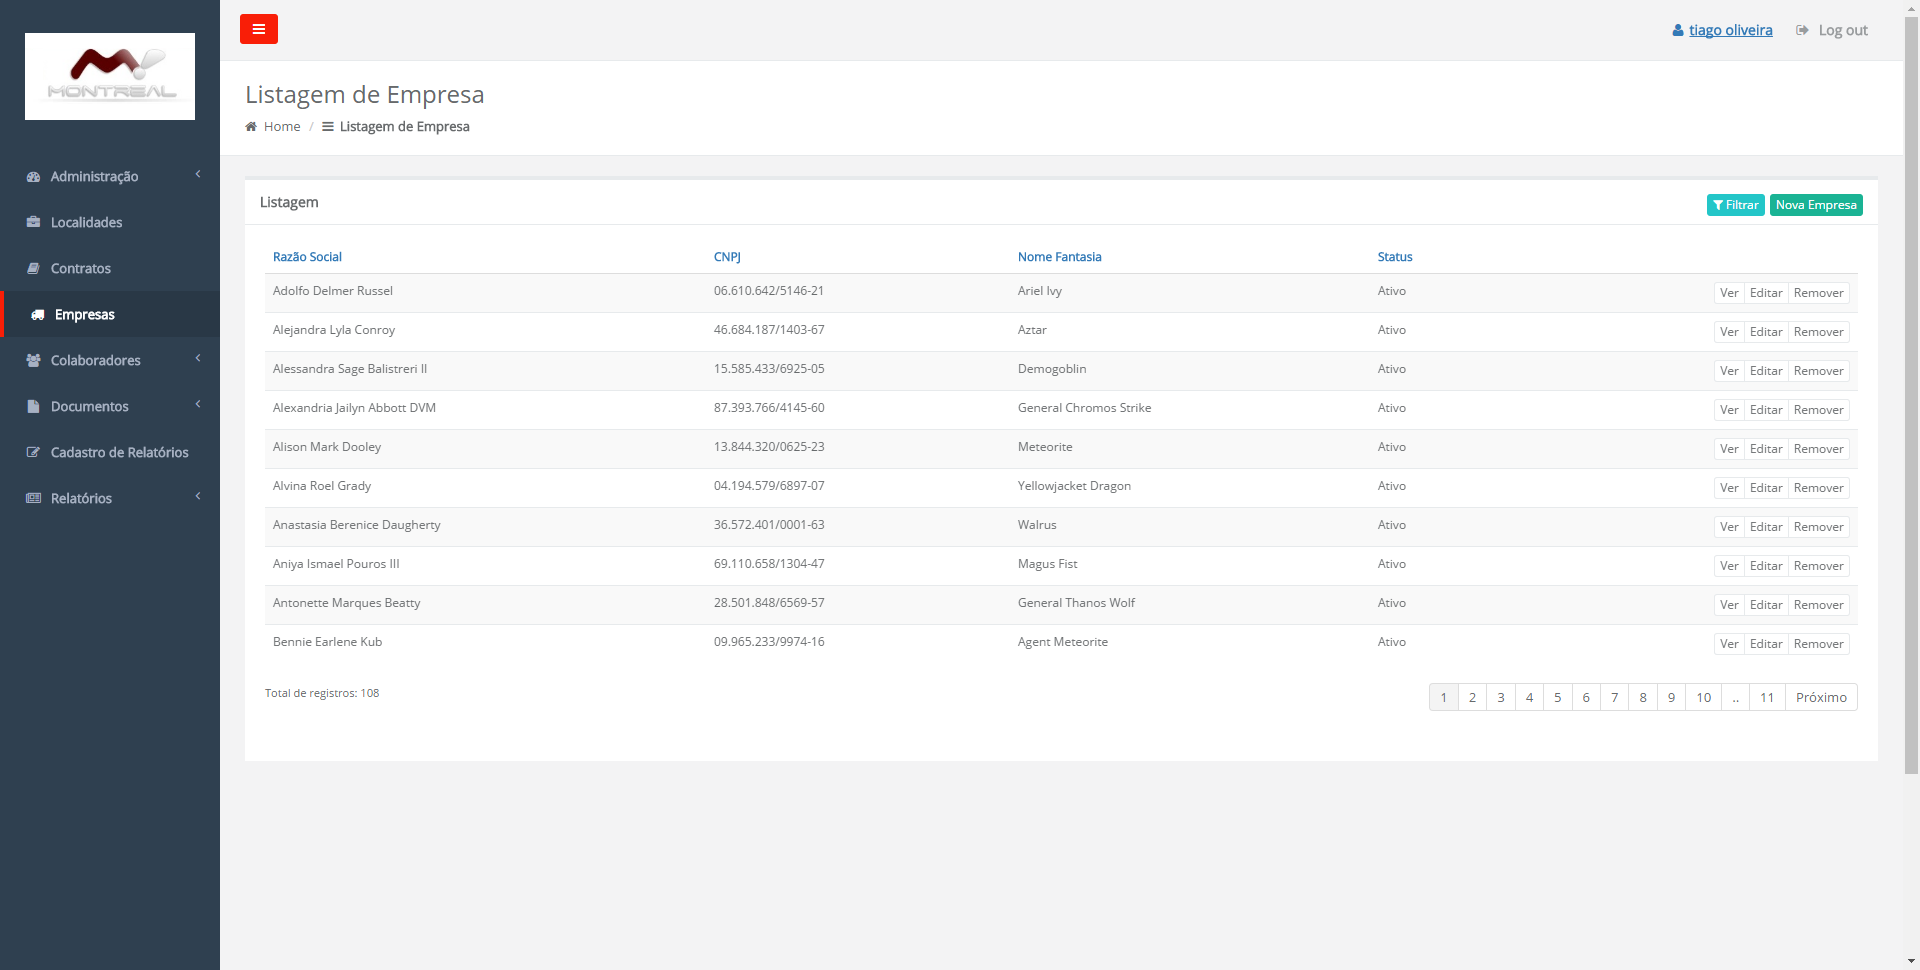 MONTREAL
tiago oliveira Log out
Listagem de Empresa
Home / Listagem de Empresa
Administração
Localidades
Contratos
Empresas
Colaboradores
Documentos
Cadastro de Relatórios
Relatórios
Listagem Filtrar Nova Empresa
Razão Social CNPJ Nome Fantasia Status
Adolfo Delmer Russel 06.610.642/5146-21 Ariel Ivy Ativo Ver Editar Remover
Alejandra Lyla Conroy 46.684.187/1403-67 Aztar Ativo Ver Editar Remover
Alessandra Sage Balistreri II 15.585.433/6925-05 Demogoblin Ativo Ver Editar Remover
Alexandria Jailyn Abbott DVM 87.393.766/4145-60 General Chromos Strike Ativo Ver Editar Remover
Alison Mark Dooley 13.844.320/0625-23 Meteorite Ativo Ver Editar Remover
Alvina Roel Grady 04.194.579/6897-07 Yellowjacket Dragon Ativo Ver Editar Remover
Anastasia Berenice Daugherty 36.572.401/0001-63 Walrus Ativo Ver Editar Remover
Aniya Ismael Pouros III 69.110.658/1304-47 Magus Fist Ativo Ver Editar Remover
Antonette Marques Beatty 28.501.848/6569-57 General Thanos Wolf Ativo Ver Editar Remover
Bennie Earlene Kub 09.965.233/9974-16 Agent Meteorite Ativo Ver Editar Remover
Total de registros: 108 1 2 3 4 5 6 7 8 9 10 .. 11 Próximo